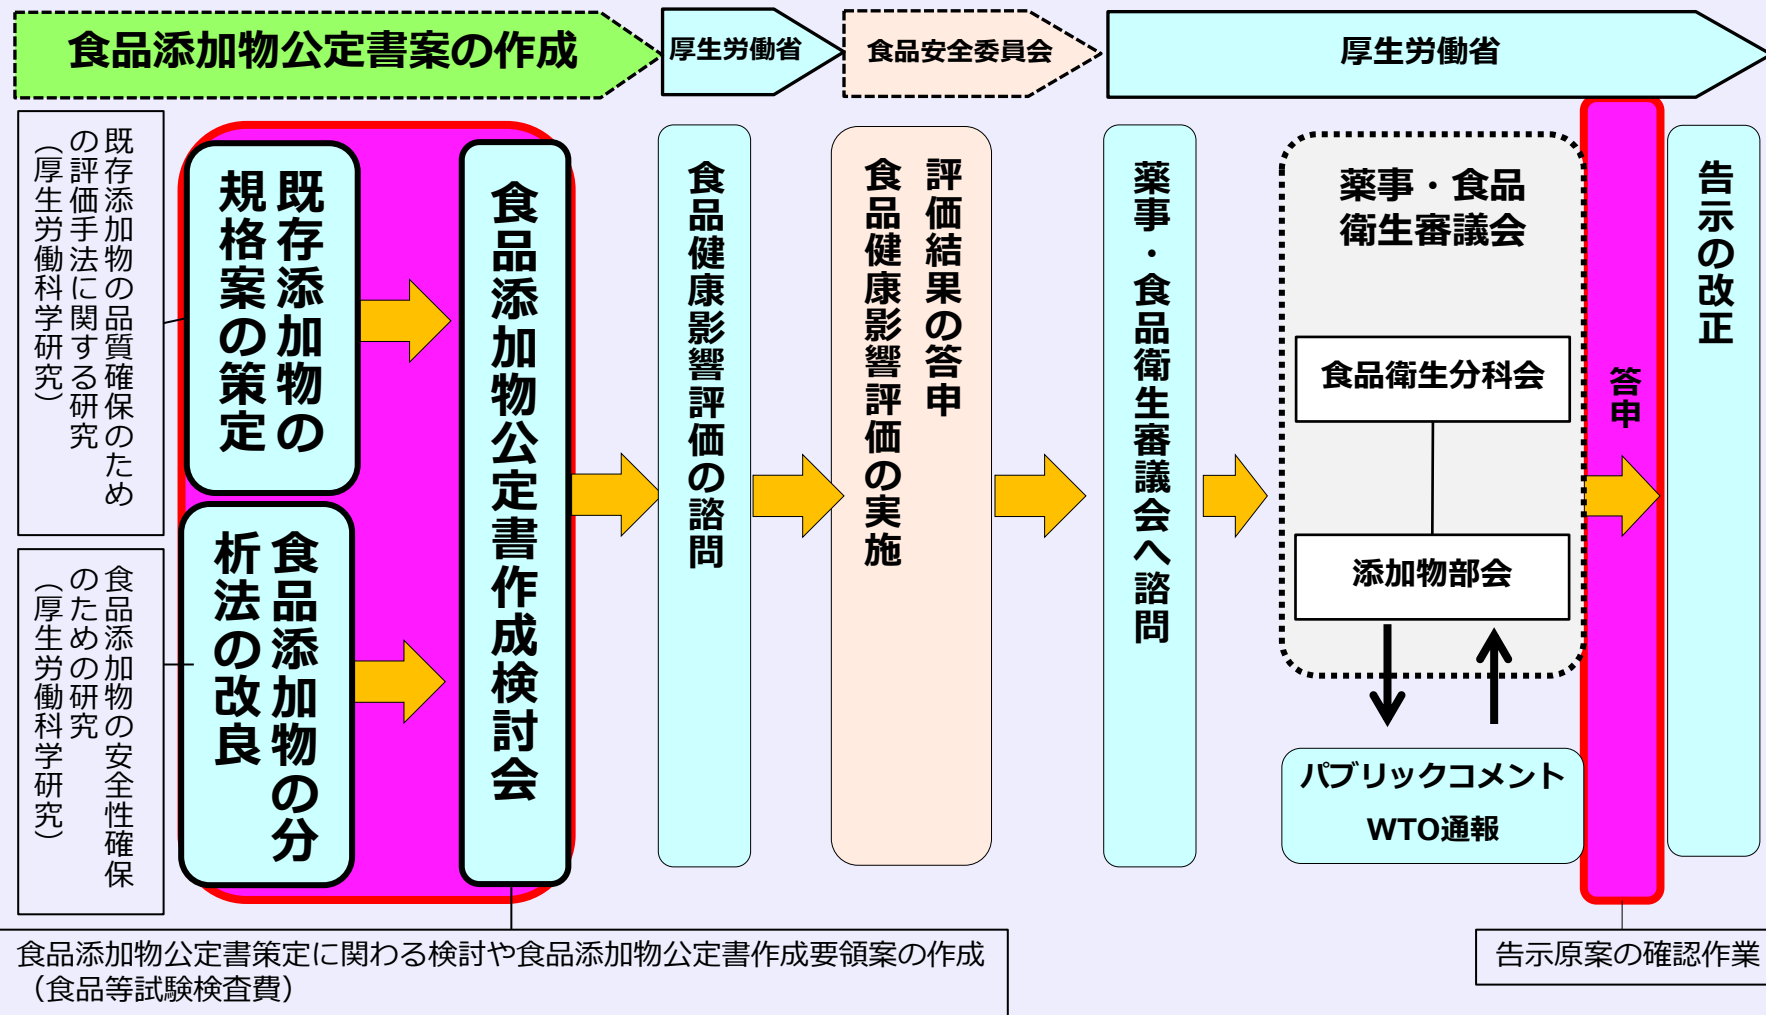 食品添加物公定書案の作成
厚生労働省
食品安全委員会
厚生労働省
既存添加物の品質確保のため
の評価手法に関する研究
（厚生労働科学研究）
食品添加物の安全性確保
のための研究
（厚生労働科学研究）
既存添加物の
規格案の策定
食品添加物の分
析法の改良
食品添加物公定書作成検討会
食品健康影響評価の諮問
評価結果の答申
食品健康影響評価の実施
薬事・食品衛生審議会へ諮問
薬事・食品
衛生審議会
食品衛生分科会
添加物部会
パブリックコメント
WTO通報
答申
告示の改正
食品添加物公定書策定に関わる検討や食品添加物公定書作成要領案の作成
（食品等試験検査費）
告示原案の確認作業